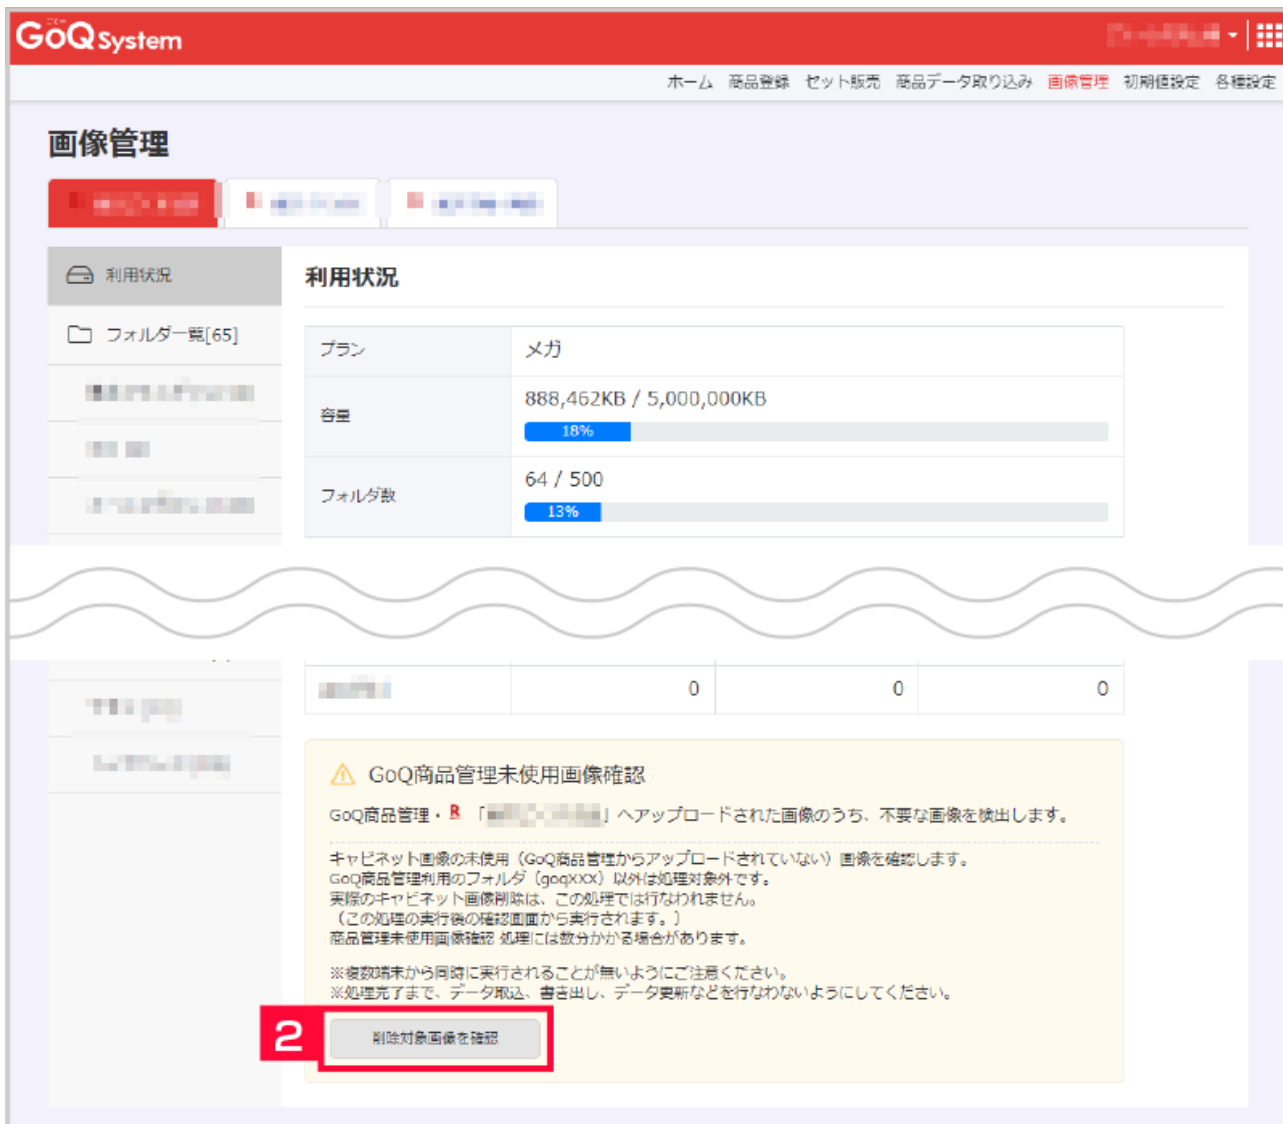 GoQSystem
ホーム 商品登録 セット販売 商品データ取り込み 画像管理 初期値設定 各種設定
画像管理
利用状況
利用状況
フォルダ一覧[65]
プラン メガ
容量 888,462KB / 5,000,000KB
18%
フォルダ数 64 / 500
13%
0 0 0
GoQ商品管理未使用画像確認
GoQ商品管理・R「 」へアップロードされた画像のうち、不要な画像を検出します。
キャビネット画像の未使用（GoQ商品管理からアップロードされていない）画像を確認します。
GoQ商品管理利用のフォルダ（goqXXX）以外は処理対象外です。
実際のキャビネット画像削除は、この処理では行なわれません。
（この処理の実行後の確認画面から実行されます。）
商品管理未使用画像確認 処理には数分かかる場合があります。
※複数端末から同時に実行されることが無いようにご注意ください。
※処理完了まで、データ取込、書き出し、データ更新などを行なわないようにしてください。
2
削除対象画像を確認